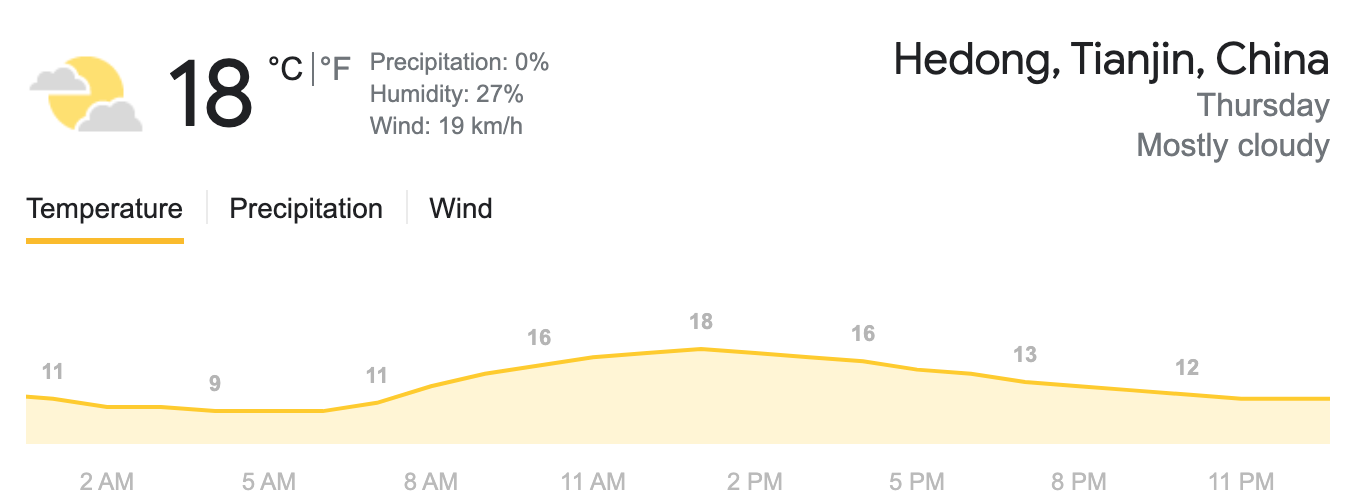 18 °C|°F
Precipitation: 0%
Humidity: 27%
Wind: 19 km/h
Hedong, Tianjin, China
Thursday
Mostly cloudy
Temperature | Precipitation | Wind
11 9 11 16 18 16 13 12
2 AM 5 AM 8 AM 11 AM 2 PM 5 PM 8 PM 11 PM